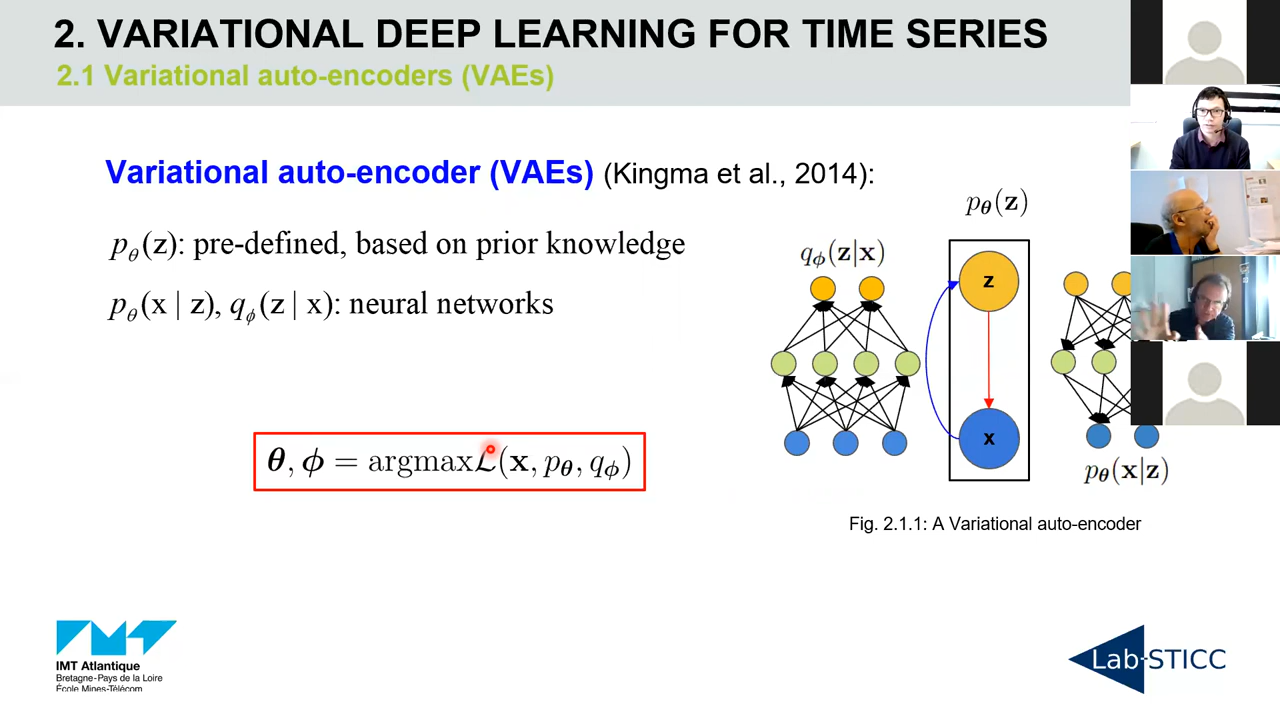 2. VARIATIONAL DEEP LEARNING FOR TIME SERIES
2.1 Variational auto-encoders (VAEs)
Variational auto-encoder (VAEs) (Kingma et al., 2014):
p_θ(z): pre-defined, based on prior knowledge
p_θ(x | z), q_ϕ(z | x): neural networks
θ, ϕ = argmaxℒ(x, p_θ, q_ϕ)
p_θ(z)
q_ϕ(z|x)
z
x
p_θ(x|z)
Fig. 2.1.1: A Variational auto-encoder
IMT Atlantique
Bretagne-Pays de la Loire
École Mines-Télécom
Lab-STICC